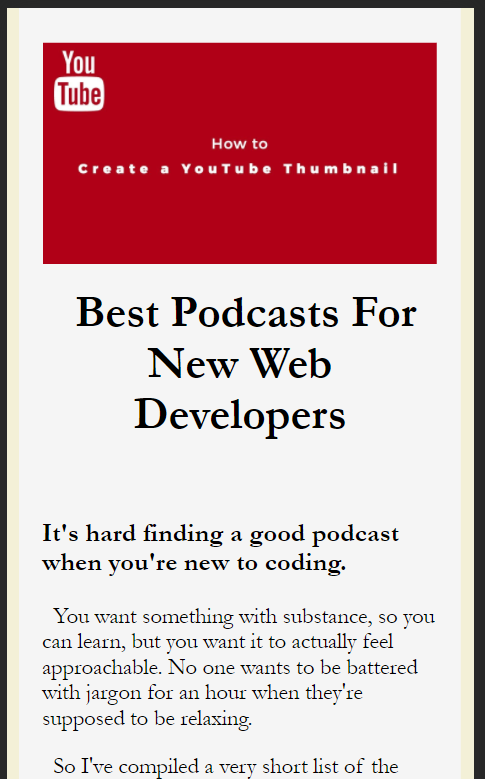 You
Tube
How to
Create a YouTube Thumbnail
Best Podcasts For
New Web
Developers
It's hard finding a good podcast
when you're new to coding.
You want something with substance, so you
can learn, but you want it to actually feel
approachable. No one wants to be battered
with jargon for an hour when they're
supposed to be relaxing.
So I've compiled a very short list of the